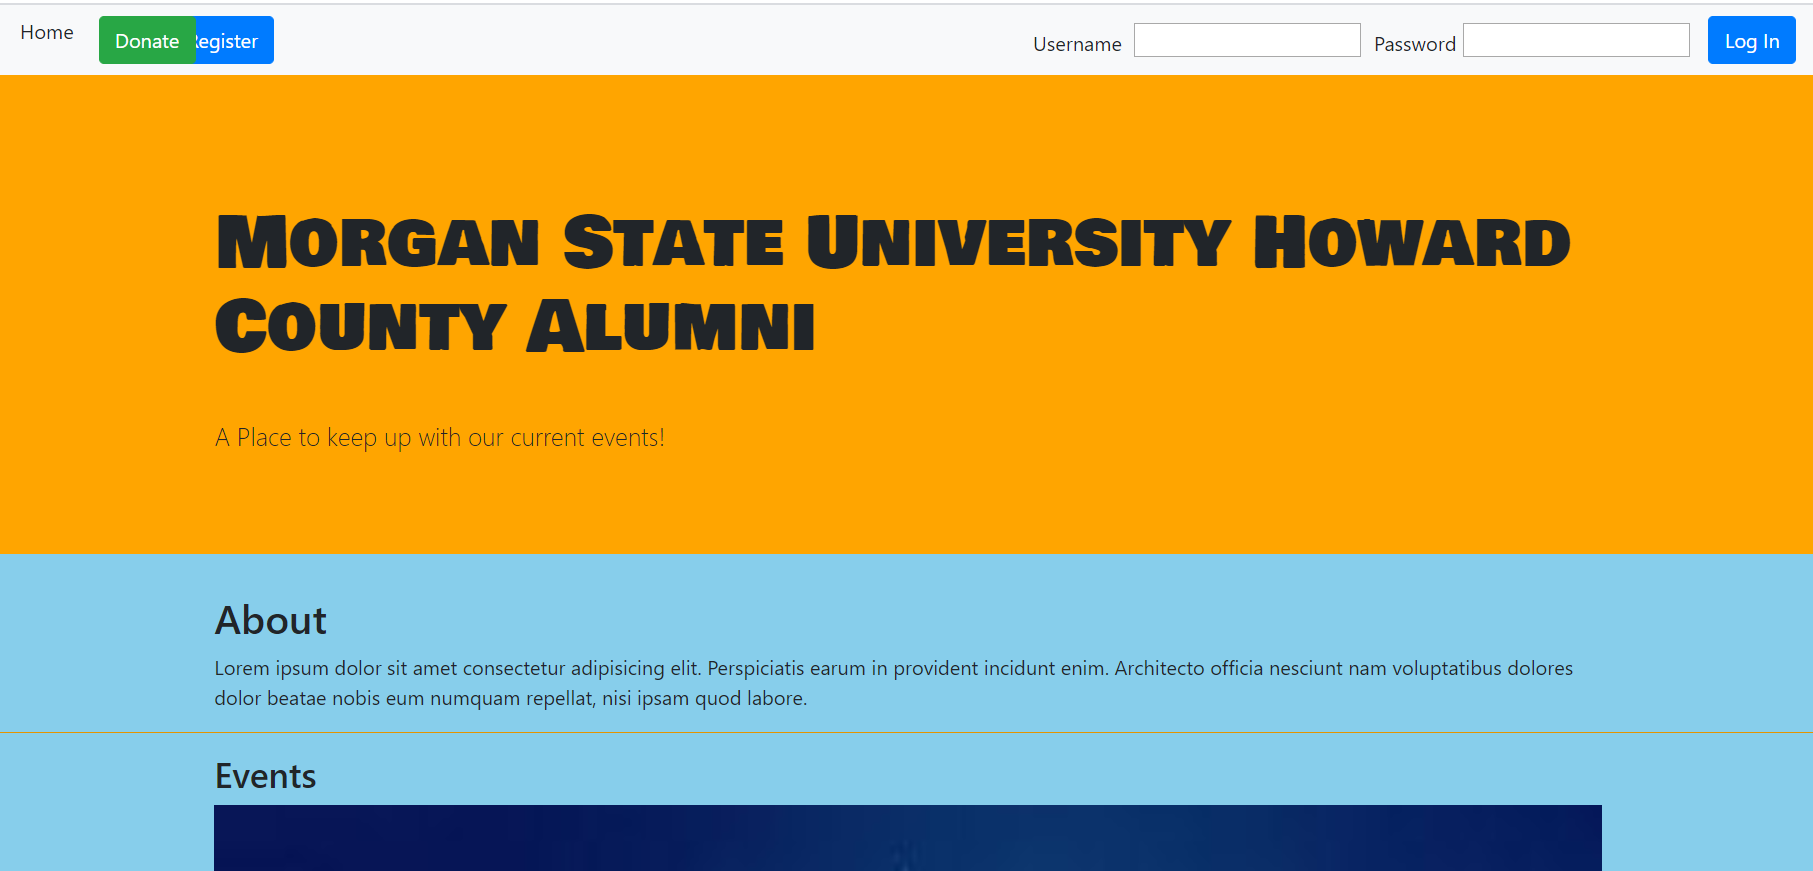 Home Donate Register Username Password Log In
Morgan State University Howard
County Alumni
A Place to keep up with our current events!
About
Lorem ipsum dolor sit amet consectetur adipisicing elit. Perspiciatis earum in provident incidunt enim. Architecto officia nesciunt nam voluptatibus dolores
dolor beatae nobis eum numquam repellat, nisi ipsam quod labore.
Events